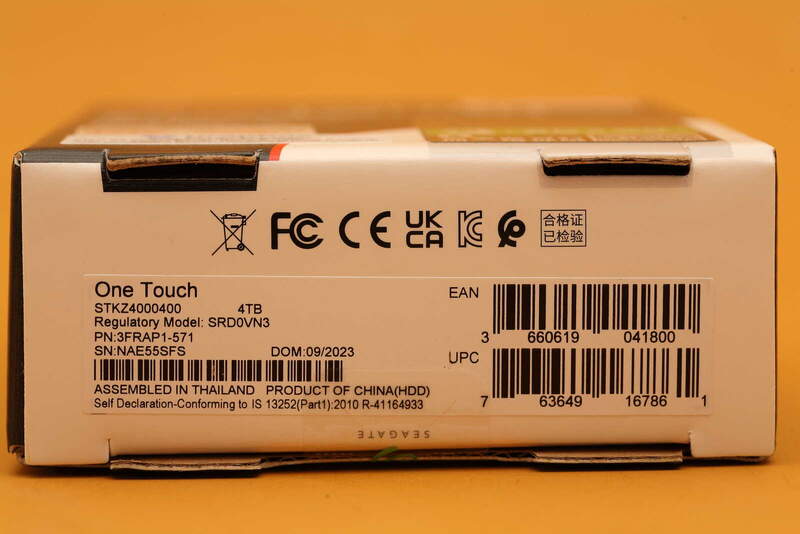 FC CE UK CA
合格证
已检验
One Touch
STKZ4000400 4TB
Regulatory Model: SRD0VN3
PN:3FRAP1-571
SN:NAE55SFS DOM:09/2023
ASSEMBLED IN THAILAND PRODUCT OF CHINA(HDD)
Self Declaration-Conforming to IS 13252(Part1):2010 R-41164933
EAN
3 660619 041800
UPC
7 63649 16786 1
SEAGATE